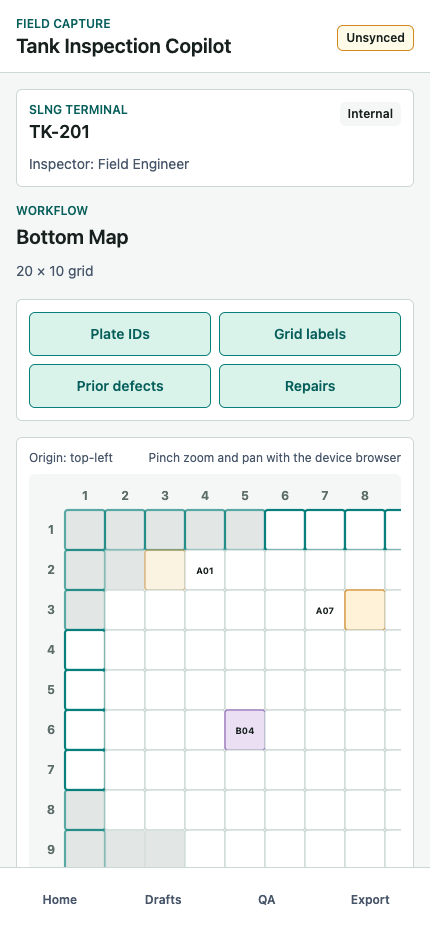 FIELD CAPTURE
Tank Inspection Copilot
Unsynced
SLNG TERMINAL
TK-201
Internal
Inspector: Field Engineer
WORKFLOW
Bottom Map
20 × 10 grid
Plate IDs
Grid labels
Prior defects
Repairs
Origin: top-left
Pinch zoom and pan with the device browser
1 2 3 4 5 6 7 8
1
2 A01
3 A07
4
5
6 B04
7
8
9
Home Drafts QA Export